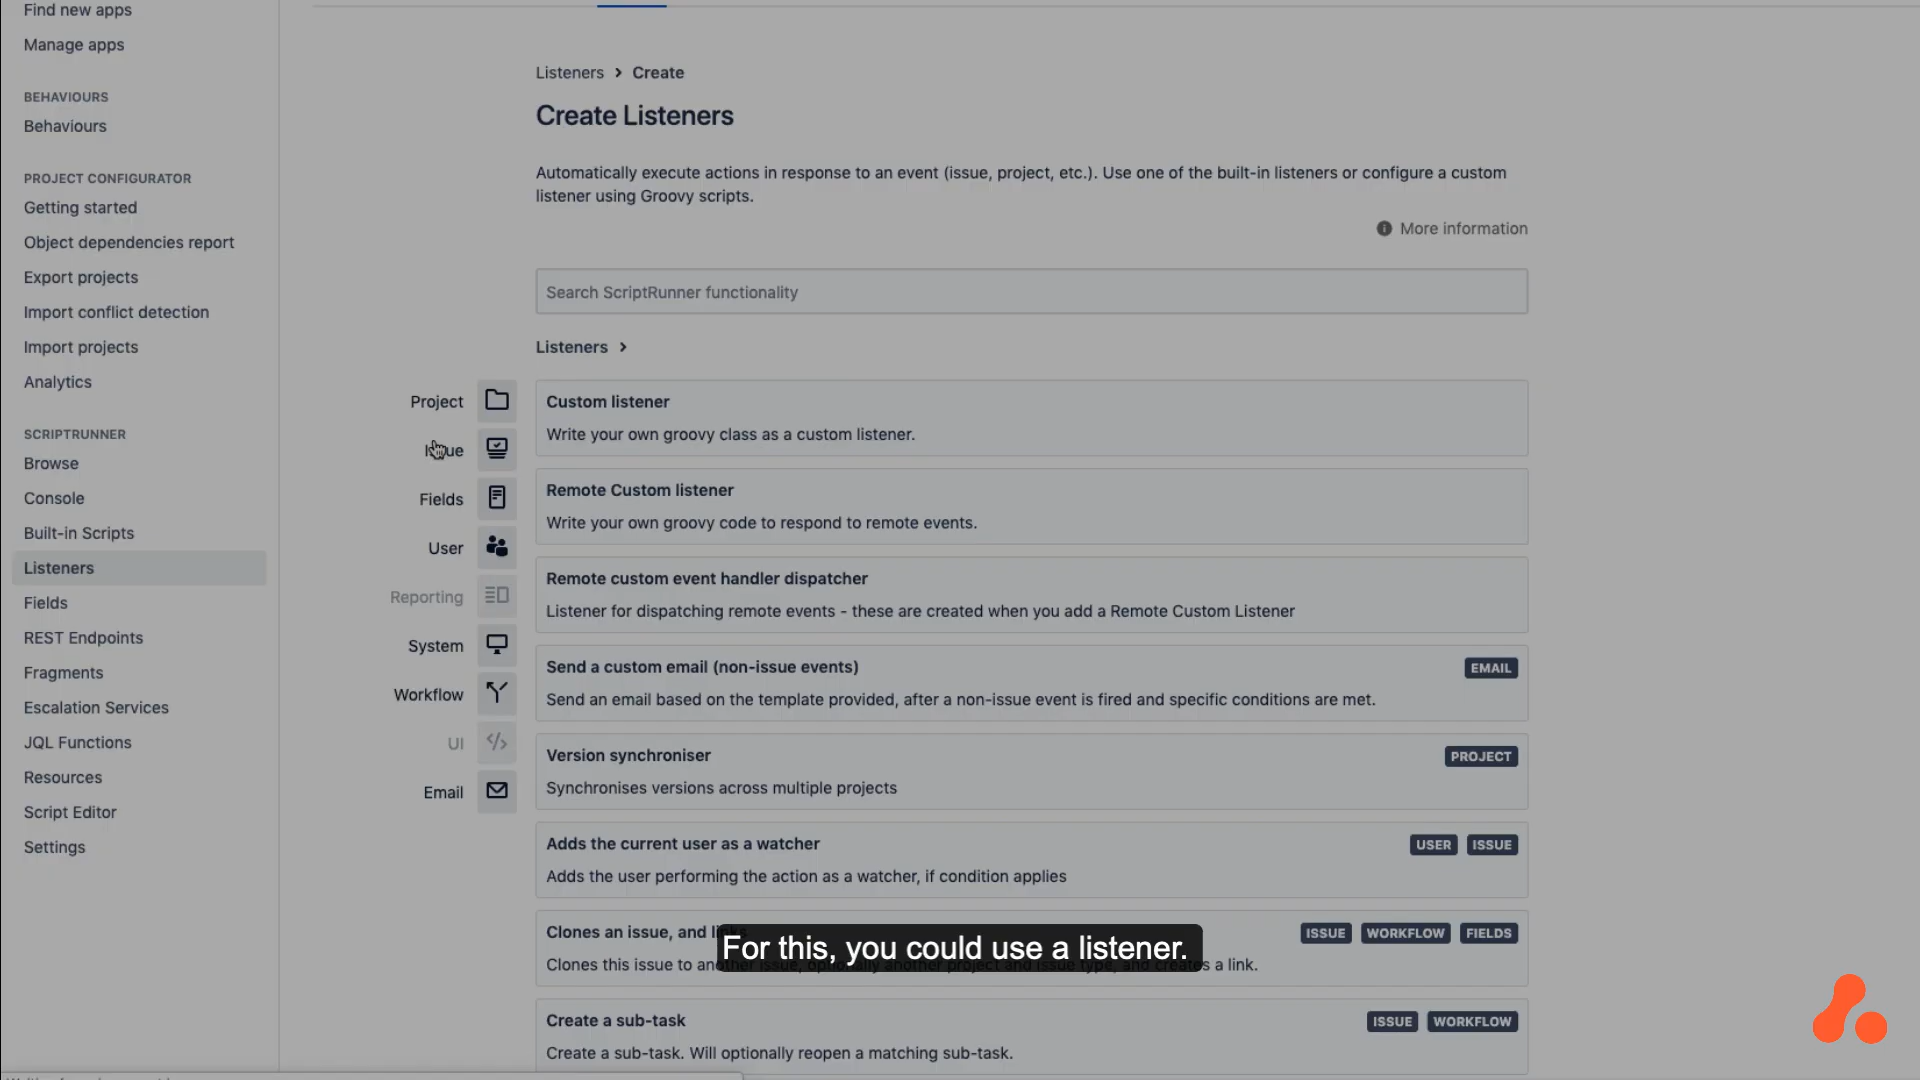 Find new apps
Manage apps
BEHAVIOURS
Behaviours
PROJECT CONFIGURATOR
Getting started
Object dependencies report
Export projects
Import conflict detection
Import projects
Analytics
SCRIPTRUNNER
Browse
Console
Built-in Scripts
Listeners
Fields
REST Endpoints
Fragments
Escalation Services
JQL Functions
Resources
Script Editor
Settings
Listeners > Create
Create Listeners
Automatically execute actions in response to an event (issue, project, etc.). Use one of the built-in listeners or configure a custom
listener using Groovy scripts.
More information
Search ScriptRunner functionality
Listeners >
Project
Issue
Fields
User
Reporting
System
Workflow
UI
Email
Custom listener
Write your own groovy class as a custom listener.
Remote Custom listener
Write your own groovy code to respond to remote events.
Remote custom event handler dispatcher
Listener for dispatching remote events - these are created when you add a Remote Custom Listener
Send a custom email (non-issue events) EMAIL
Send an email based on the template provided, after a non-issue event is fired and specific conditions are met.
Version synchroniser PROJECT
Synchronises versions across multiple projects
Adds the current user as a watcher USER ISSUE
Adds the user performing the action as a watcher, if condition applies
Clones an issue, and links ISSUE WORKFLOW FIELDS
For this, you could use a listener.
Clones this issue to another issue, optionally another project and issue type, and creates a link.
Create a sub-task ISSUE WORKFLOW
Create a sub-task. Will optionally reopen a matching sub-task.